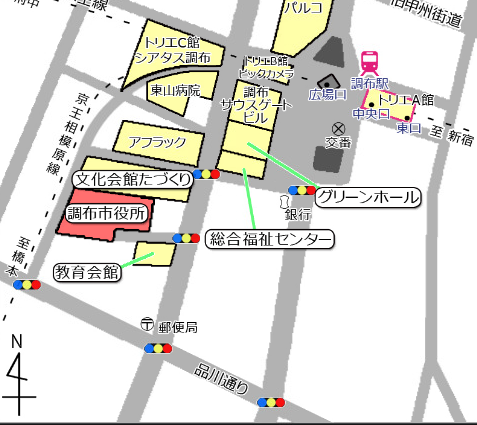 パルコ
旧甲州街道
府中
上線
トリエC館
シアタス調布
トリエB館
ビックカメラ
調布駅
東山病院
調布
サウスゲート
ビル
広場口
トリエA館
中央口
東口
至 新宿
京王相模原線
アフラック
交番
文化会館たづくり
グリーンホール
調布市役所
銀行
総合福祉センター
至橋本
教育会館
郵便局
N
品川通り